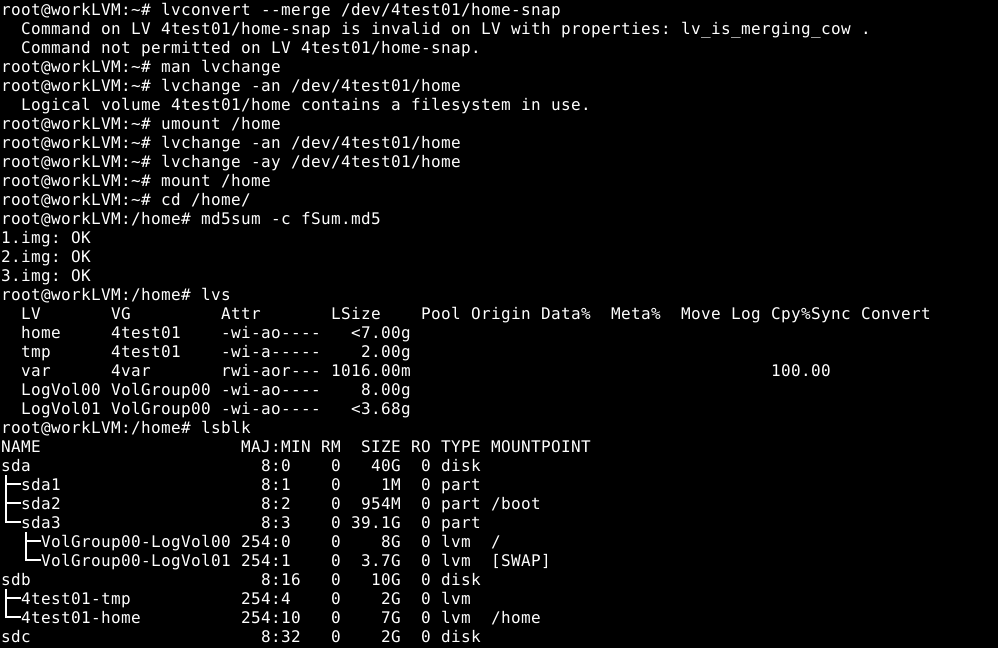 root@workLVM:~# lvconvert --merge /dev/4test01/home-snap
  Command on LV 4test01/home-snap is invalid on LV with properties: lv_is_merging_cow .
  Command not permitted on LV 4test01/home-snap.
root@workLVM:~# man lvchange
root@workLVM:~# lvchange -an /dev/4test01/home
  Logical volume 4test01/home contains a filesystem in use.
root@workLVM:~# umount /home
root@workLVM:~# lvchange -an /dev/4test01/home
root@workLVM:~# lvchange -ay /dev/4test01/home
root@workLVM:~# mount /home
root@workLVM:~# cd /home/
root@workLVM:/home# md5sum -c fSum.md5
1.img: OK
2.img: OK
3.img: OK
root@workLVM:/home# lvs
  LV       VG         Attr       LSize    Pool Origin Data%  Meta%  Move Log Cpy%Sync Convert
  home     4test01    -wi-ao----   <7.00g
  tmp      4test01    -wi-a-----    2.00g
  var      4var       rwi-aor--- 1016.00m                                    100.00
  LogVol00 VolGroup00 -wi-ao----    8.00g
  LogVol01 VolGroup00 -wi-ao----   <3.68g
root@workLVM:/home# lsblk
NAME                    MAJ:MIN RM  SIZE RO TYPE MOUNTPOINT
sda                       8:0    0   40G  0 disk
├─sda1                    8:1    0    1M  0 part
├─sda2                    8:2    0  954M  0 part /boot
└─sda3                    8:3    0 39.1G  0 part
  ├─VolGroup00-LogVol00 254:0    0    8G  0 lvm  /
  └─VolGroup00-LogVol01 254:1    0  3.7G  0 lvm  [SWAP]
sdb                       8:16   0   10G  0 disk
├─4test01-tmp           254:4    0    2G  0 lvm
└─4test01-home          254:10   0    7G  0 lvm  /home
sdc                       8:32   0    2G  0 disk